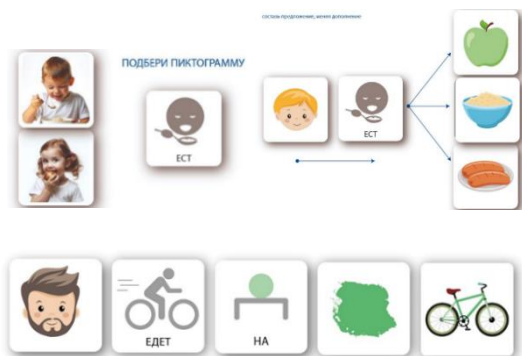 составь предложение, меняя дополнение
ПОДБЕРИ ПИКТОГРАММУ
ЕСТ
ЕСТ
ЕДЕТ
НА